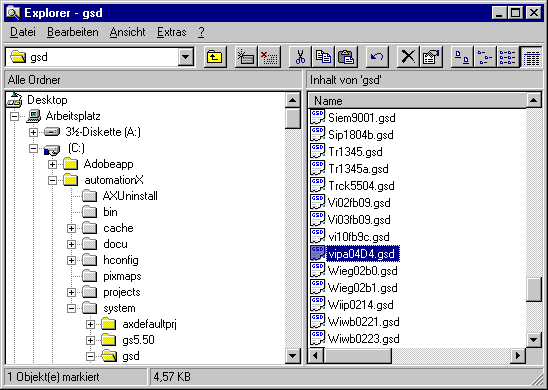 Explorer - gsd
Datei Bearbeiten Ansicht Extras ?
gsd
Alle Ordner
Inhalt von 'gsd'
Desktop
Arbeitsplatz
3½-Diskette (A:)
(C:)
Adobeapp
automationX
AXUninstall
bin
cache
docu
hconfig
pixmaps
projects
system
axdefaultprj
gs5.50
gsd
Name
Siem9001.gsd
Sip1804b.gsd
Tr1345.gsd
Tr1345a.gsd
Trck5504.gsd
Vi02fb09.gsd
Vi03fb09.gsd
vi10fb9c.gsd
vipa04D4.gsd
Wieg02b0.gsd
Wieg02b1.gsd
Wiip0214.gsd
Wiwb0221.gsd
Wiwb0223.gsd
1 Objekt(e) markiert
4,57 KB